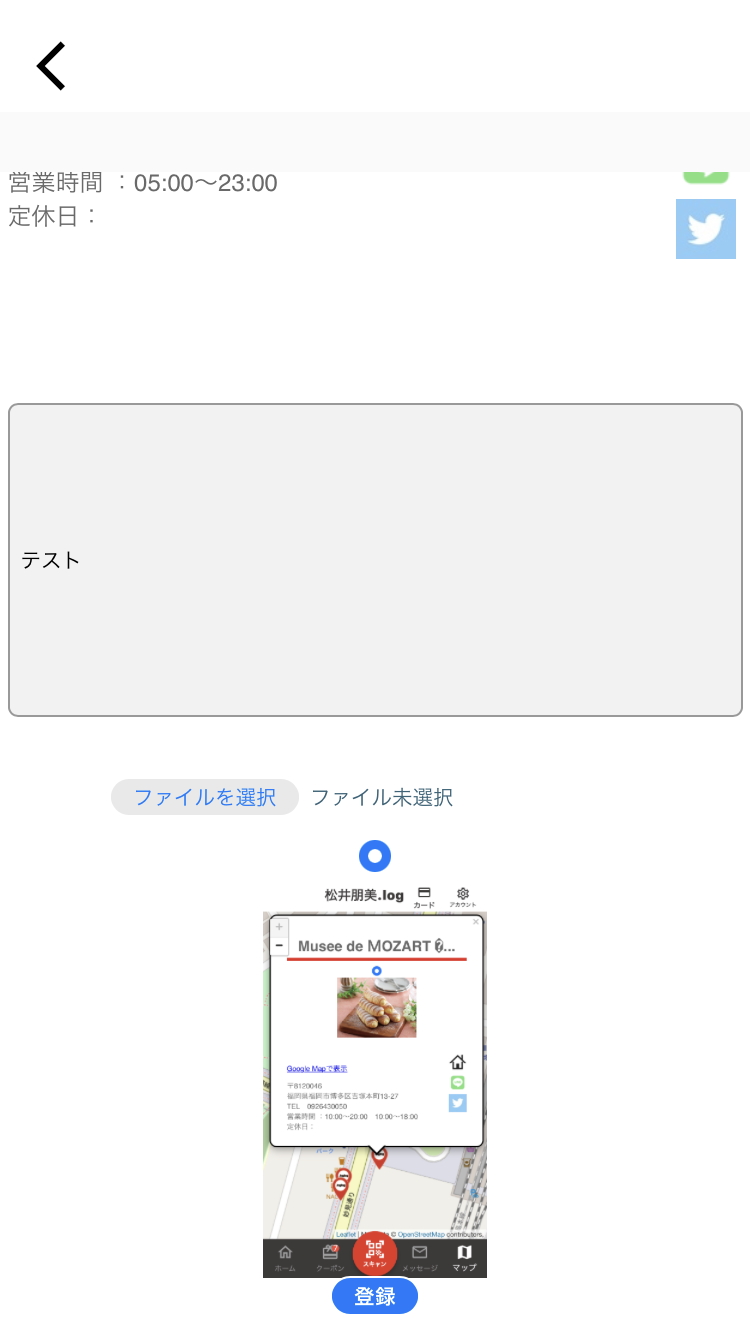 営業時間 ：05:00〜23:00
定休日：
テスト
ファイルを選択 ファイル未選択
松井朋美.log
カード
アカウント
+
−
Musee de MOZART �...
Google Mapで表示
〒8120046
福岡県福岡市博多区吉塚本町13-27
TEL 0926430050
営業時間 ：10:00〜20:00 10:00〜18:00
定休日：
妙見通り
Leaflet
© OpenStreetMap contributors.
ホーム
クーポン
スキャン
メッセージ
マップ
登録